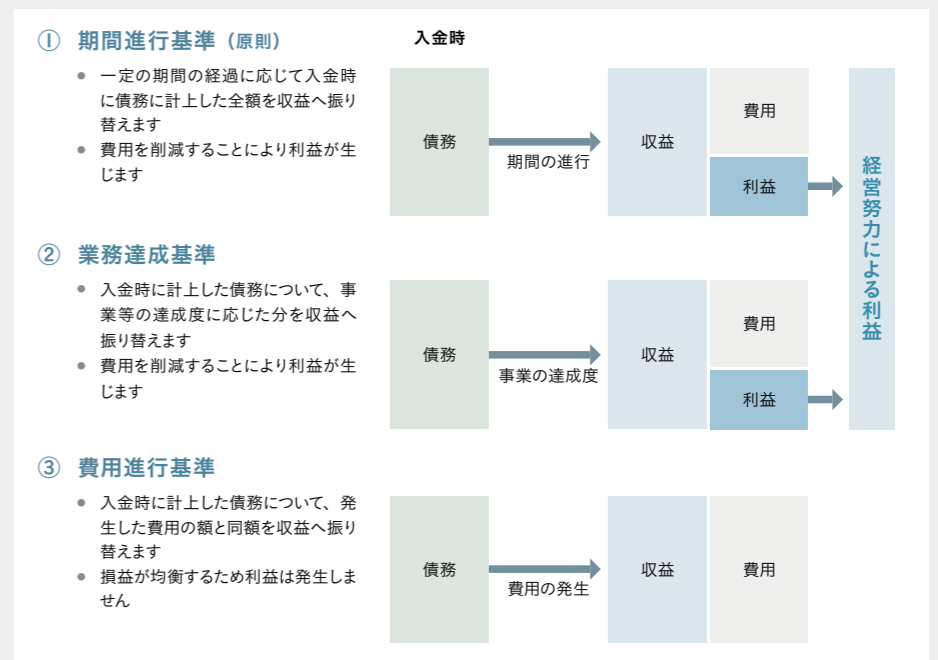 ① 期間進行基準（原則）
入金時
● 一定の期間の経過に応じて入金時
に債務に計上した全額を収益へ振り
替えます
● 費用を削減することにより利益が生
じます
債務
期間の進行
収益
費用
利益
経営努力による利益
② 業務達成基準
● 入金時に計上した債務について、事
業等の達成度に応じた分を収益へ
振り替えます
● 費用を削減することにより利益が生
じます
債務
事業の達成度
収益
費用
利益
③ 費用進行基準
● 入金時に計上した債務について、発
生した費用の額と同額を収益へ振り
替えます
● 損益が均衡するため利益は発生しま
せん
債務
費用の発生
収益
費用